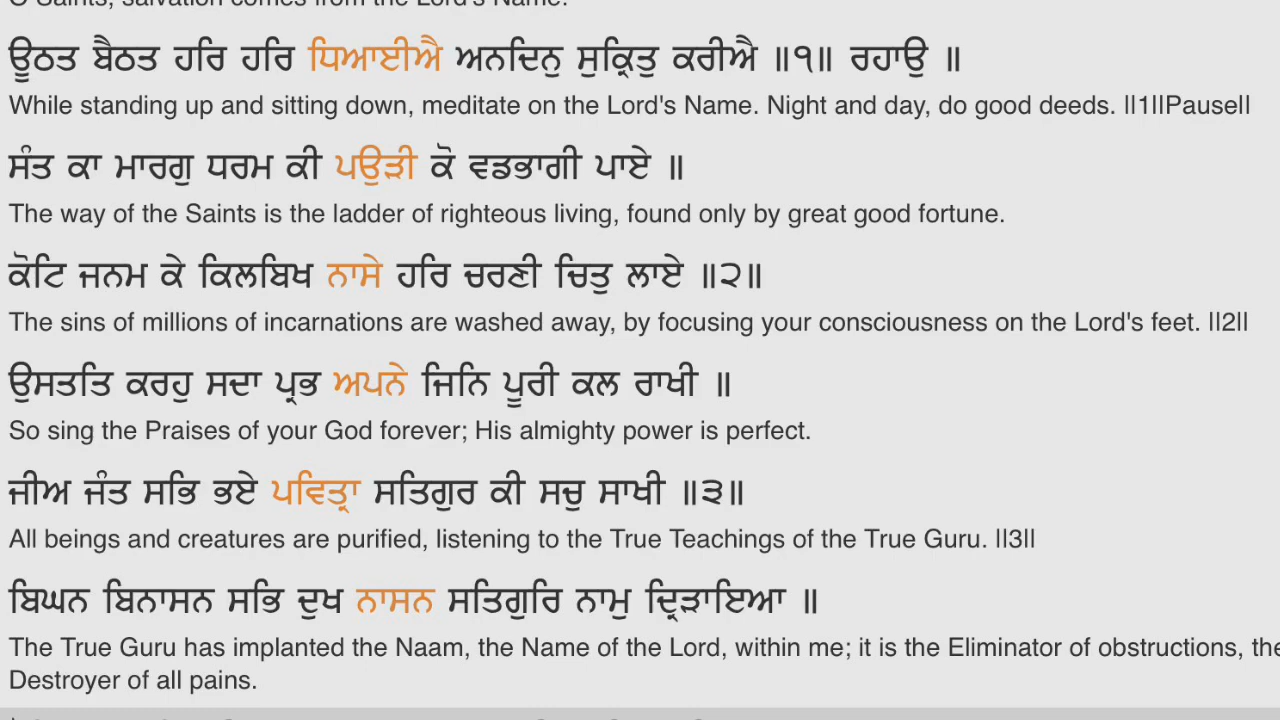 O Saints, salvation comes from the Lord's Name.
ਊਠਤ ਬੈਠਤ ਹਰਿ ਹਰਿ ਧਿਆਈਐ ਅਨਦਿਨੁ ਸੁਕ੍ਰਿਤੁ ਕਰੀਐ ॥੧॥ ਰਹਾਉ ॥
While standing up and sitting down, meditate on the Lord's Name. Night and day, do good deeds. ||1||Pause||
ਸੰਤ ਕਾ ਮਾਰਗੁ ਧਰਮ ਕੀ ਪਉੜੀ ਕੋ ਵਡਭਾਗੀ ਪਾਏ ॥
The way of the Saints is the ladder of righteous living, found only by great good fortune.
ਕੋਟਿ ਜਨਮ ਕੇ ਕਿਲਬਿਖ ਨਾਸੇ ਹਰਿ ਚਰਣੀ ਚਿਤੁ ਲਾਏ ॥੨॥
The sins of millions of incarnations are washed away, by focusing your consciousness on the Lord's feet. ||2||
ਉਸਤਤਿ ਕਰਹੁ ਸਦਾ ਪ੍ਰਭ ਅਪਨੇ ਜਿਨਿ ਪੂਰੀ ਕਲ ਰਾਖੀ ॥
So sing the Praises of your God forever; His almighty power is perfect.
ਜੀਅ ਜੰਤ ਸਭਿ ਭਏ ਪਵਿਤ੍ਰਾ ਸਤਿਗੁਰ ਕੀ ਸਚੁ ਸਾਖੀ ॥੩॥
All beings and creatures are purified, listening to the True Teachings of the True Guru. ||3||
ਬਿਘਨ ਬਿਨਾਸਨ ਸਭਿ ਦੁਖ ਨਾਸਨ ਸਤਿਗੁਰਿ ਨਾਮੁ ਦ੍ਰਿੜਾਇਆ ॥
The True Guru has implanted the Naam, the Name of the Lord, within me; it is the Eliminator of obstructions, the
Destroyer of all pains.